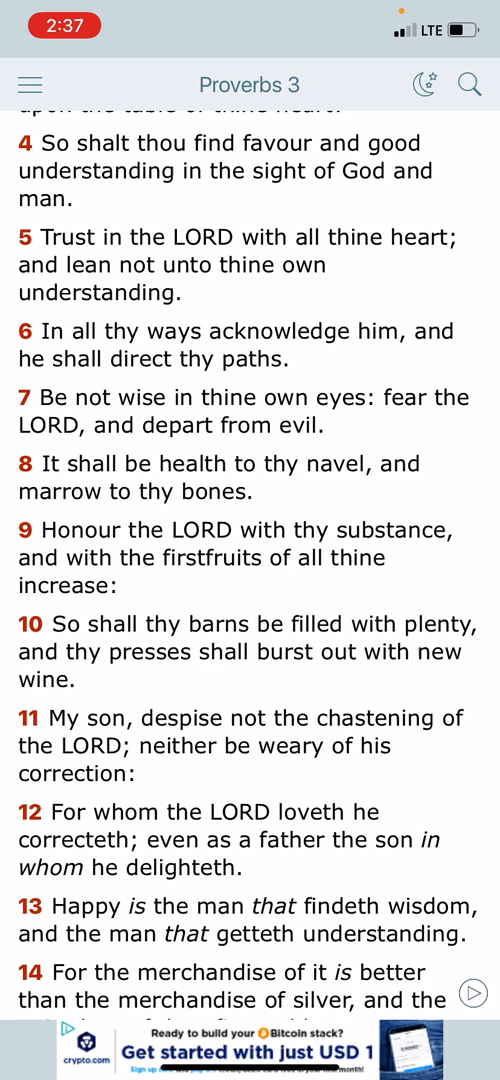 2:37
LTE
Proverbs 3
upon the table of thine heart:
4 So shalt thou find favour and good
understanding in the sight of God and
man.
5 Trust in the LORD with all thine heart;
and lean not unto thine own
understanding.
6 In all thy ways acknowledge him, and
he shall direct thy paths.
7 Be not wise in thine own eyes: fear the
LORD, and depart from evil.
8 It shall be health to thy navel, and
marrow to thy bones.
9 Honour the LORD with thy substance,
and with the firstfruits of all thine
increase:
10 So shall thy barns be filled with plenty,
and thy presses shall burst out with new
wine.
11 My son, despise not the chastening of
the LORD; neither be weary of his
correction:
12 For whom the LORD loveth he
correcteth; even as a father the son in
whom he delighteth.
13 Happy is the man that findeth wisdom,
and the man that getteth understanding.
14 For the merchandise of it is better
than the merchandise of silver, and the
Ready to build your Bitcoin stack?
crypto.com
Get started with just USD 1
Sign up month!